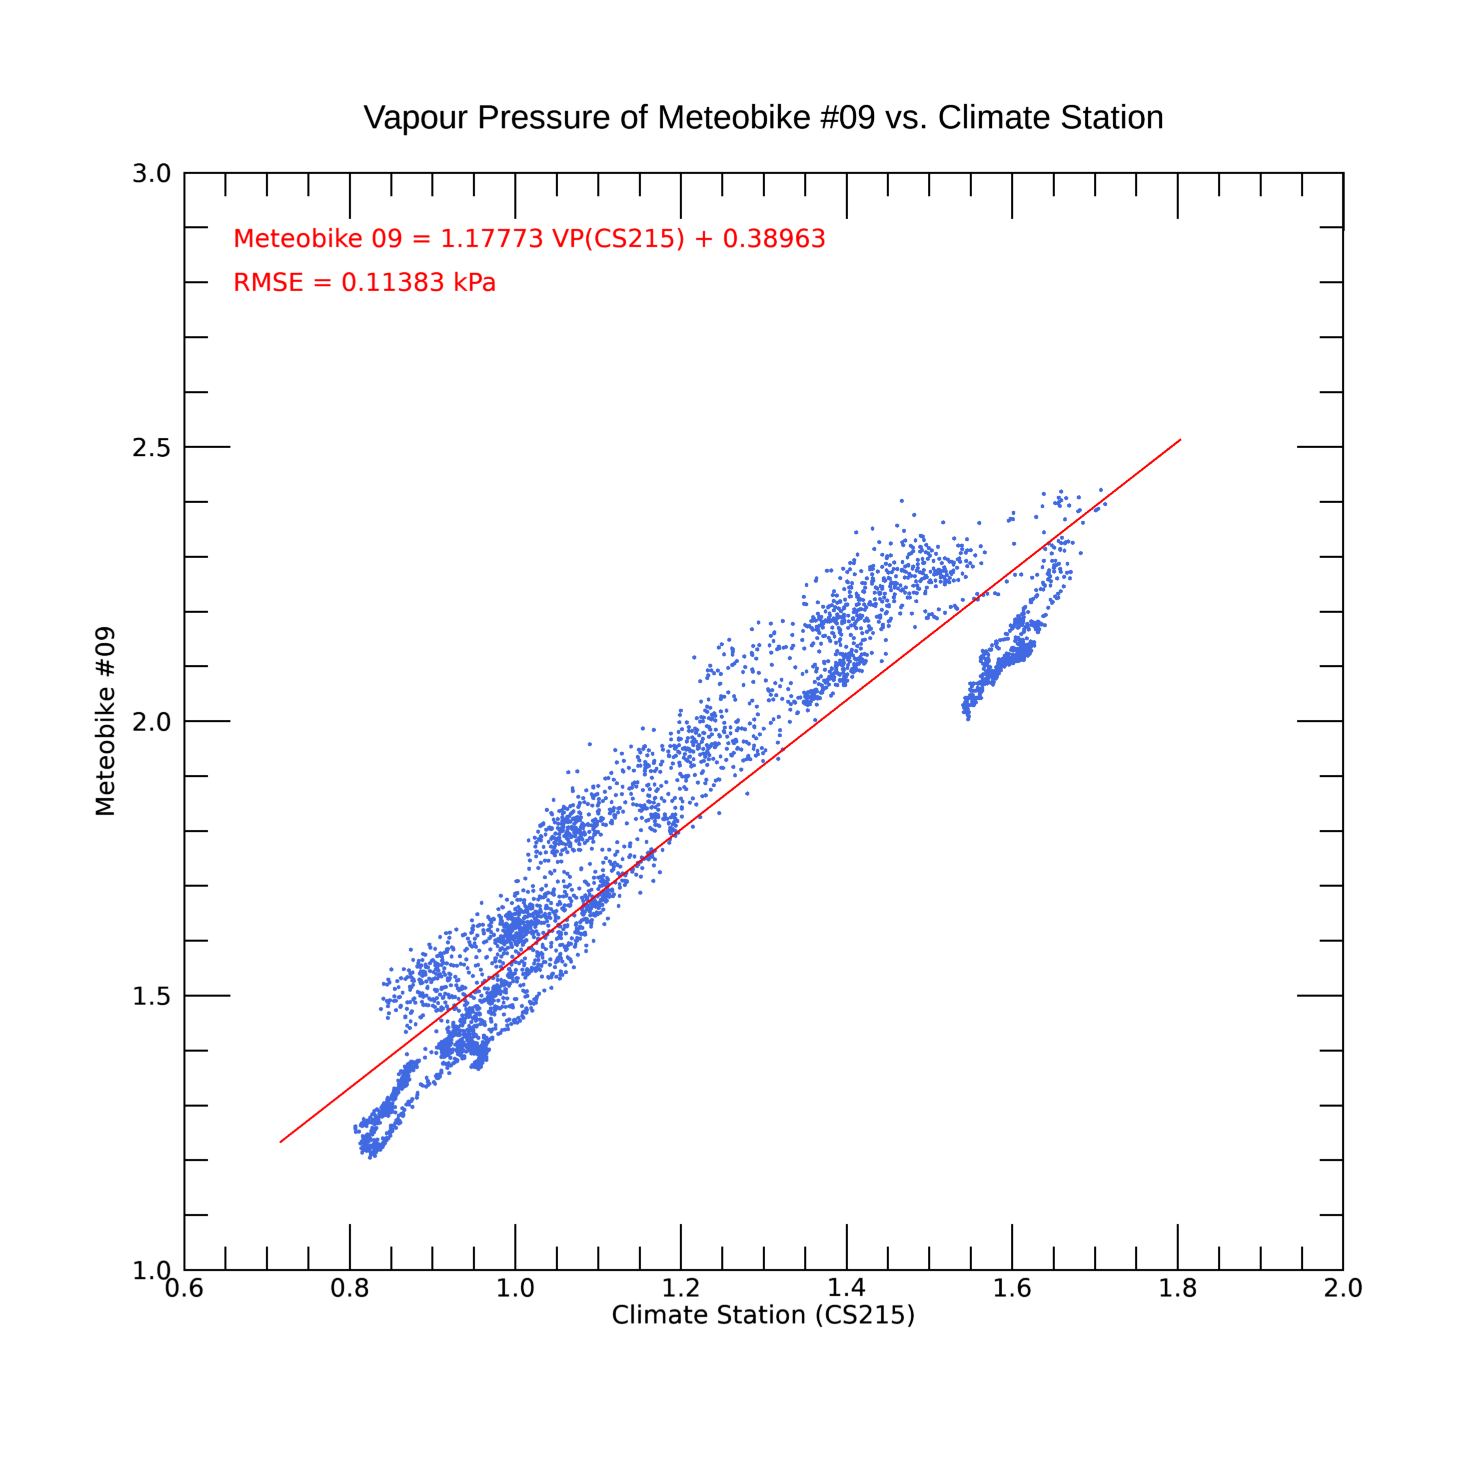 Vapour Pressure of Meteobike #09 vs. Climate Station
3.0
Meteobike 09 = 1.17773 VP(CS215) + 0.38963
RMSE = 0.11383 kPa
2.5
2.0
1.5
1.0
Meteobike #09
0.6 0.8 1.0 1.2 1.4 1.6 1.8 2.0
Climate Station (CS215)